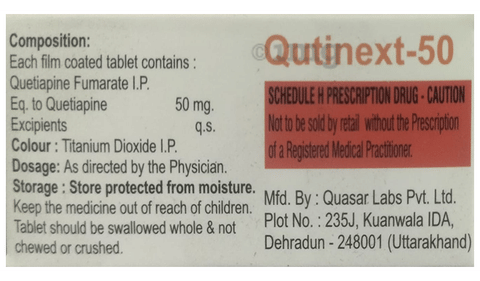 Composition:
Each film coated tablet contains :
Quetiapine Fumarate I.P.
Eq. to Quetiapine 50 mg.
Excipients q.s.
Colour : Titanium Dioxide I.P.
Dosage: As directed by the Physician.
Storage : Store protected from moisture.
Keep the medicine out of reach of children.
Tablet should be swallowed whole & not
chewed or crushed.
Qutinext-50
SCHEDULE H PRESCRIPTION DRUG - CAUTION
Not to be sold by retail without the Prescription
of a Registered Medical Practitioner.
Mfd. By : Quasar Labs Pvt. Ltd.
Plot No. : 235J, Kuanwala IDA,
Dehradun - 248001 (Uttarakhand)